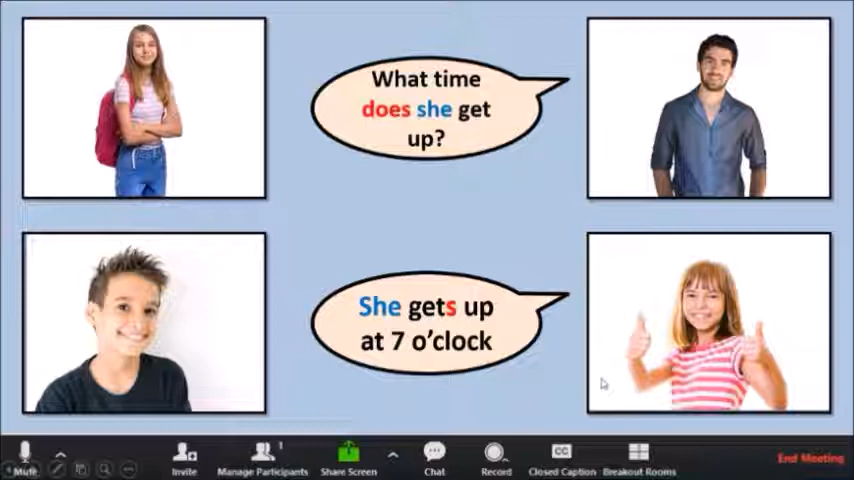 What time
does she get
up?
She gets up
at 7 o'clock
1
Mute
Invite
Manage Participants
Share Screen
Chat
Record
CC
Closed Caption
Breakout Rooms
End Meeting